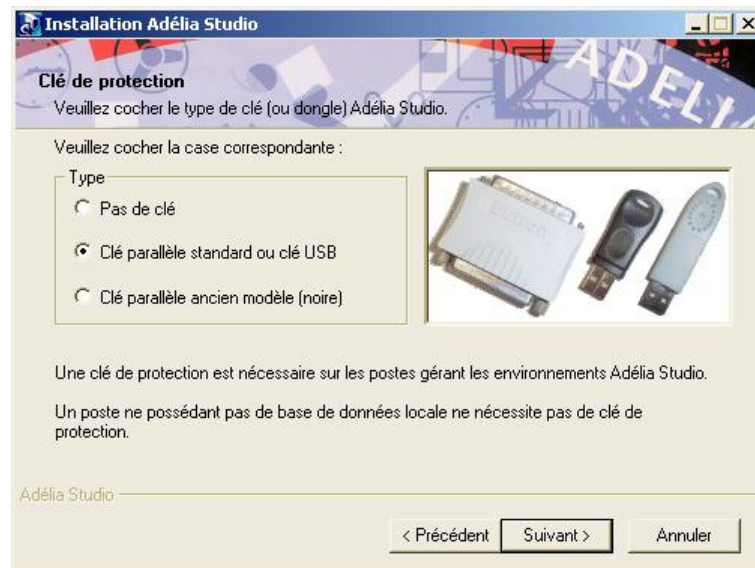 Installation Adélia Studio
ADELIA
Clé de protection
Veuillez cocher le type de clé (ou dongle) Adélia Studio.
Veuillez cocher la case correspondante :
Type
Pas de clé
Clé parallèle standard ou clé USB
Clé parallèle ancien modèle (noire)
Eutron
Une clé de protection est nécessaire sur les postes gérant les environnements Adélia Studio.
Un poste ne possédant pas de base de données locale ne nécessite pas de clé de
protection.
Adélia Studio
< Précédent
Suivant >
Annuler